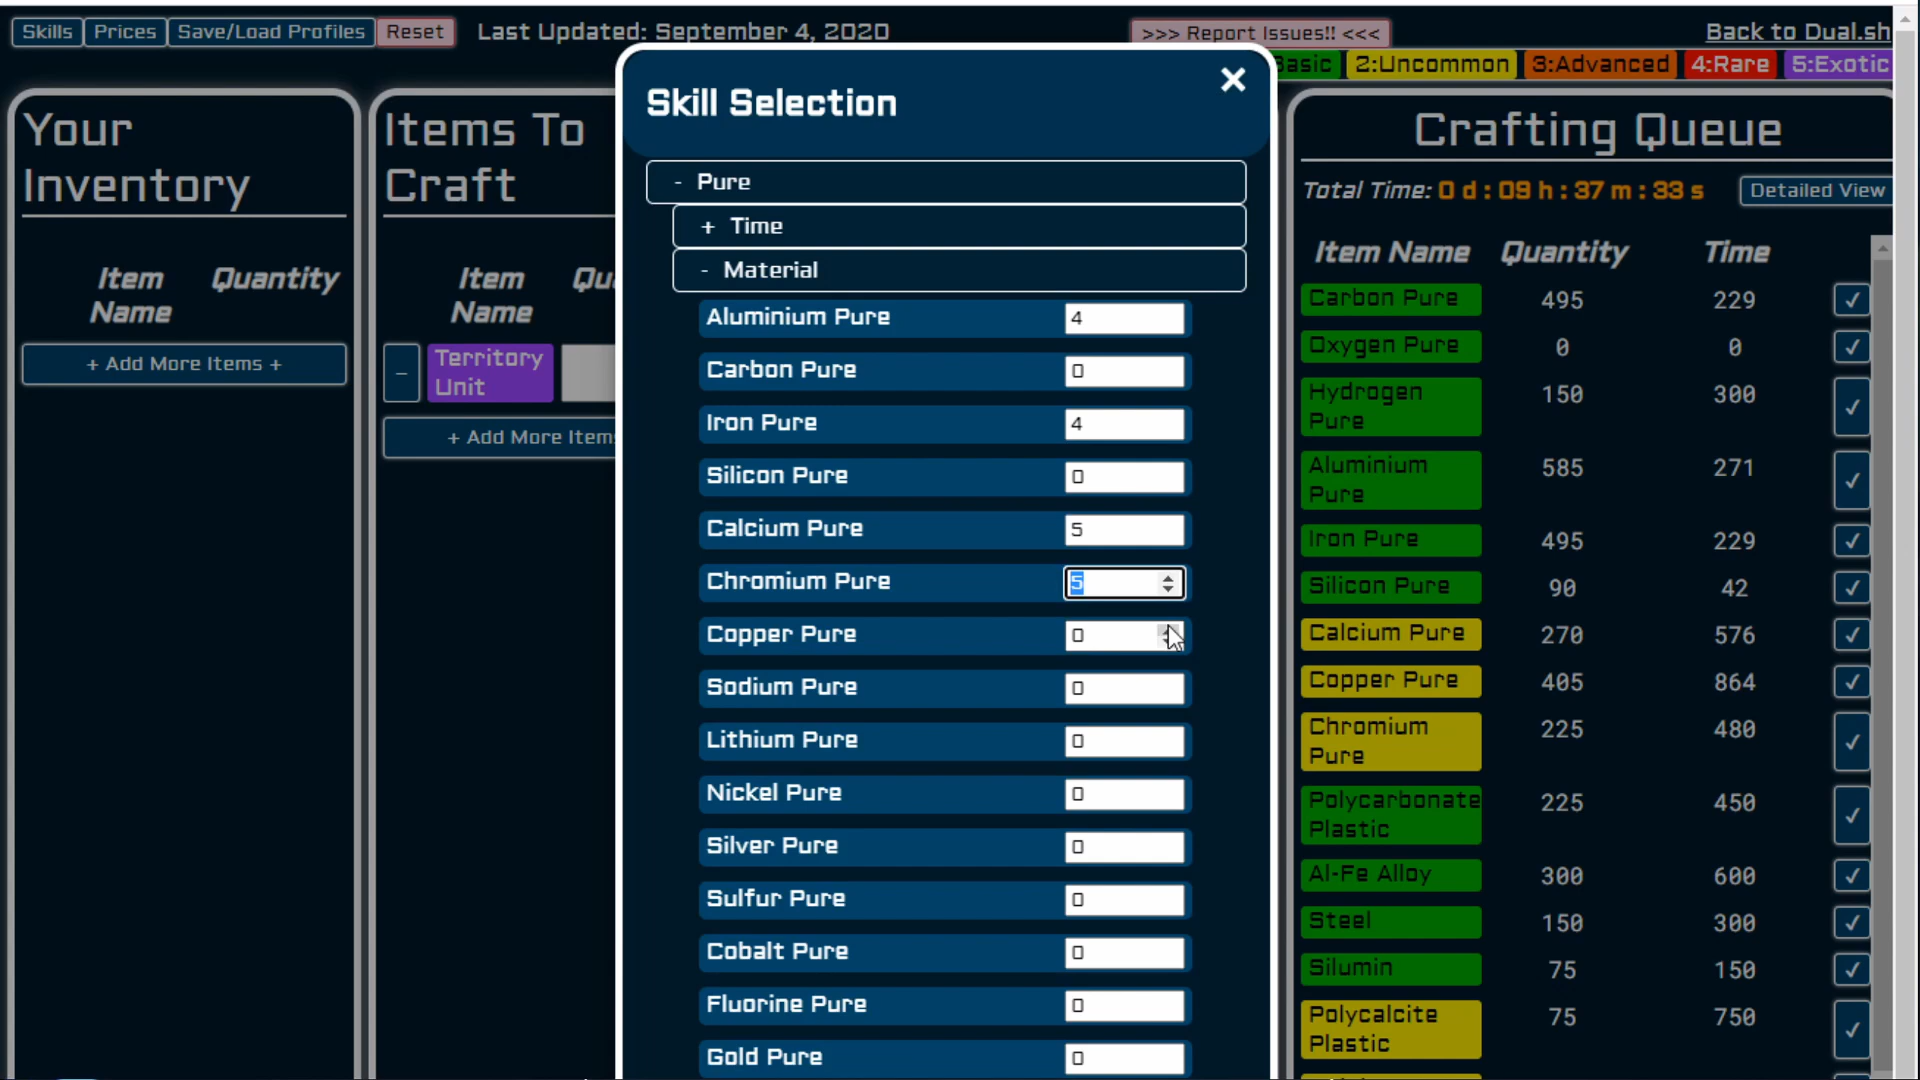 Skills Prices Save/Load Profiles Reset Last Updated: September 4, 2020 >>> Report Issues!! <<< Back to Dual.sh
Basic 2:Uncommon 3:Advanced 4:Rare 5:Exotic
Your
Inventory
Item
Name
Quantity
+ Add More Items +
Items To
Craft
Item
Name
Qu
-
Territory
Unit
+ Add More Items
Skill Selection
- Pure
+ Time
- Material
Aluminium Pure 4
Carbon Pure 0
Iron Pure 4
Silicon Pure 0
Calcium Pure 5
Chromium Pure 5
Copper Pure 0
Sodium Pure 0
Lithium Pure 0
Nickel Pure 0
Silver Pure 0
Sulfur Pure 0
Cobalt Pure 0
Fluorine Pure 0
Gold Pure 0
Crafting Queue
Total Time: 0 d : 09 h : 37 m : 33 s Detailed View
Item Name Quantity Time
Carbon Pure 495 229
Oxygen Pure 0 0
Hydrogen
Pure 150 300
Aluminium
Pure 585 271
Iron Pure 495 229
Silicon Pure 90 42
Calcium Pure 270 576
Copper Pure 405 864
Chromium
Pure 225 480
Polycarbonate
Plastic 225 450
Al-Fe Alloy 300 600
Steel 150 300
Silumin 75 150
Polycalcite
Plastic 75 750